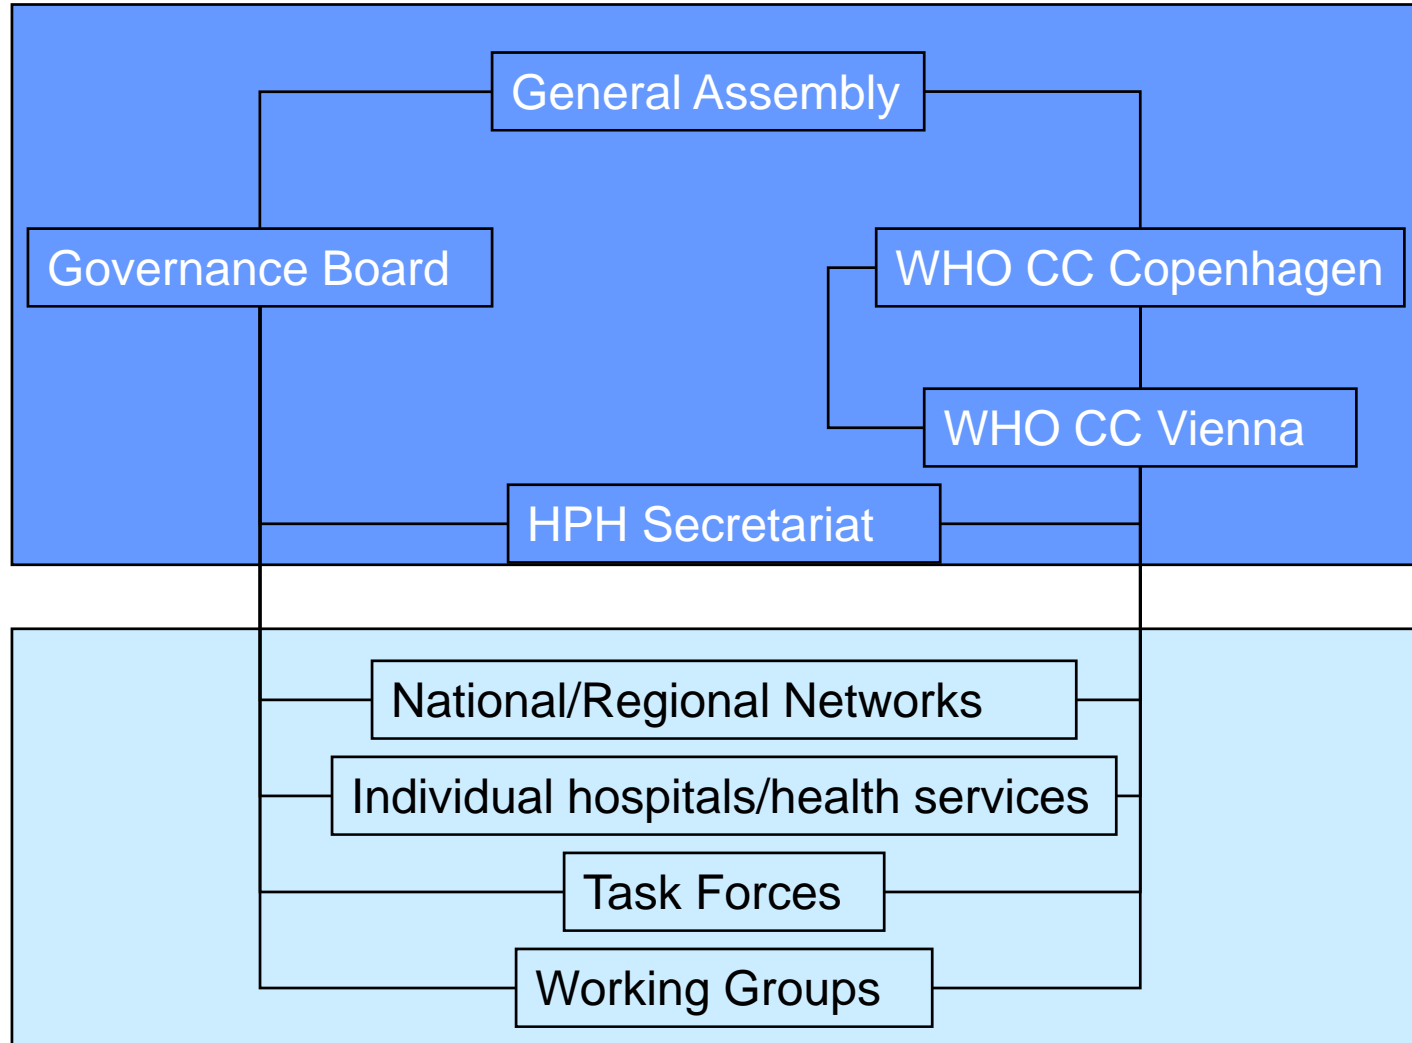 General Assembly
Governance Board
WHO CC Copenhagen
WHO CC Vienna
HPH Secretariat
National/Regional Networks
Individual hospitals/health services
Task Forces
Working Groups